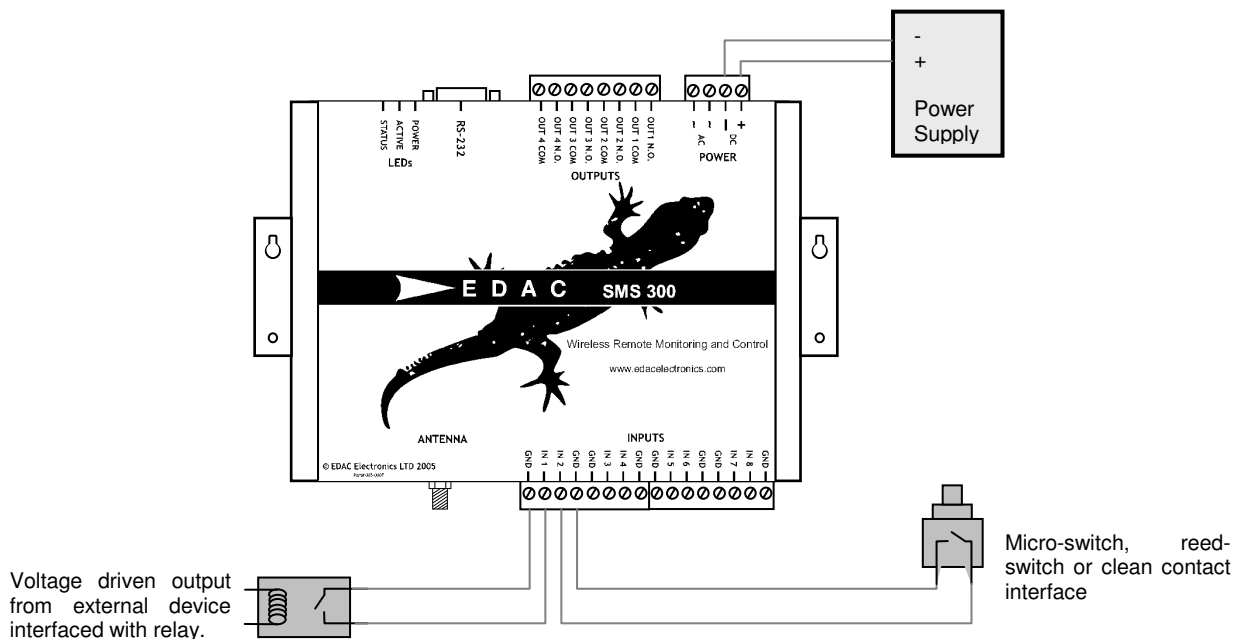 -
+
Power
Supply
STATUS
ACTIVE
POWER
LEDs
RS-232
OUT 4 COM
OUT 4 N.O.
OUT 3 COM
OUT 3 N.O.
OUT 2 COM
OUT 2 N.O.
OUT 1 COM
OUT1 N.O.
OUTPUTS
~
~
AC
–
+
DC
POWER
EDAC SMS 300
Wireless Remote Monitoring and Control
www.edacelectronics.com
ANTENNA
INPUTS
© EDAC Electronics LTD 2005
GND
IN 1
IN 2
GND
GND
IN 3
IN 4
GND
GND
IN 5
IN 6
GND
GND
IN 7
IN 8
GND
Voltage driven output
from external device
interfaced with relay.
Micro-switch, reed-
switch or clean contact
interface